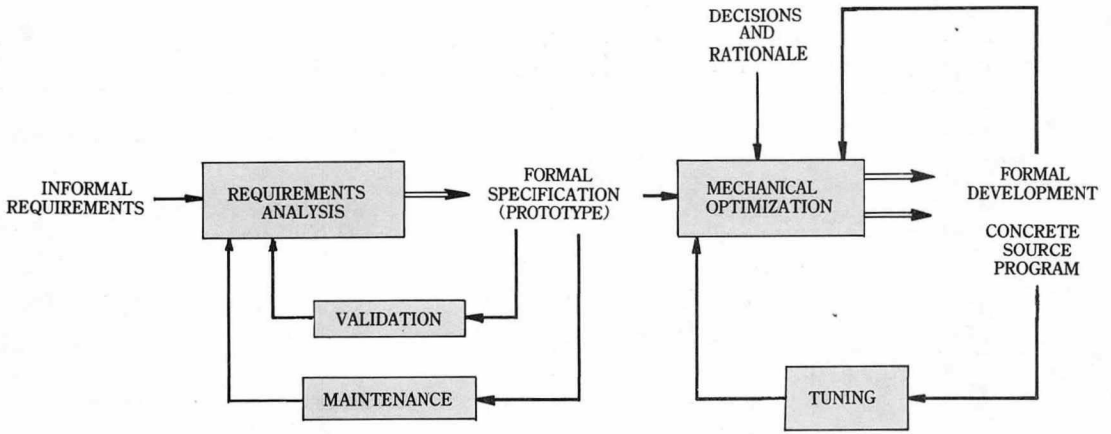 DECISIONS
AND
RATIONALE
INFORMAL
REQUIREMENTS
REQUIREMENTS
ANALYSIS
FORMAL
SPECIFICATION
(PROTOTYPE)
MECHANICAL
OPTIMIZATION
FORMAL
DEVELOPMENT
CONCRETE
SOURCE
PROGRAM
VALIDATION
MAINTENANCE
TUNING